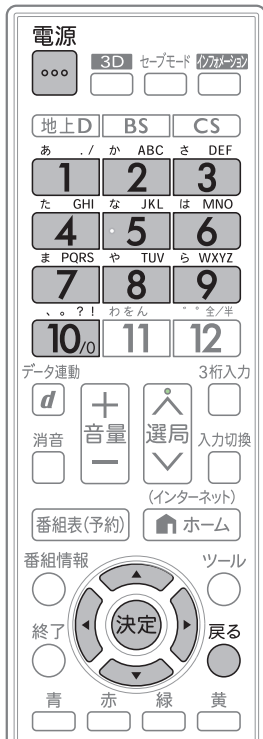 電源
3D セーブモード インフォメーション
地上D BS CS
あ ./ か ABC さ DEF
1 2 3
た GHI な JKL は MNO
4 5 6
ま PQRS や TUV ら WXYZ
7 8 9
、。?! わをん ゛゜全/半
10/0 11 12
データ連動 3桁入力
d + 音量 − 選局
消音 入力切換
(インターネット)
番組表(予約) ホーム
番組情報 ツール
決定
終了 戻る
青 赤 緑 黄